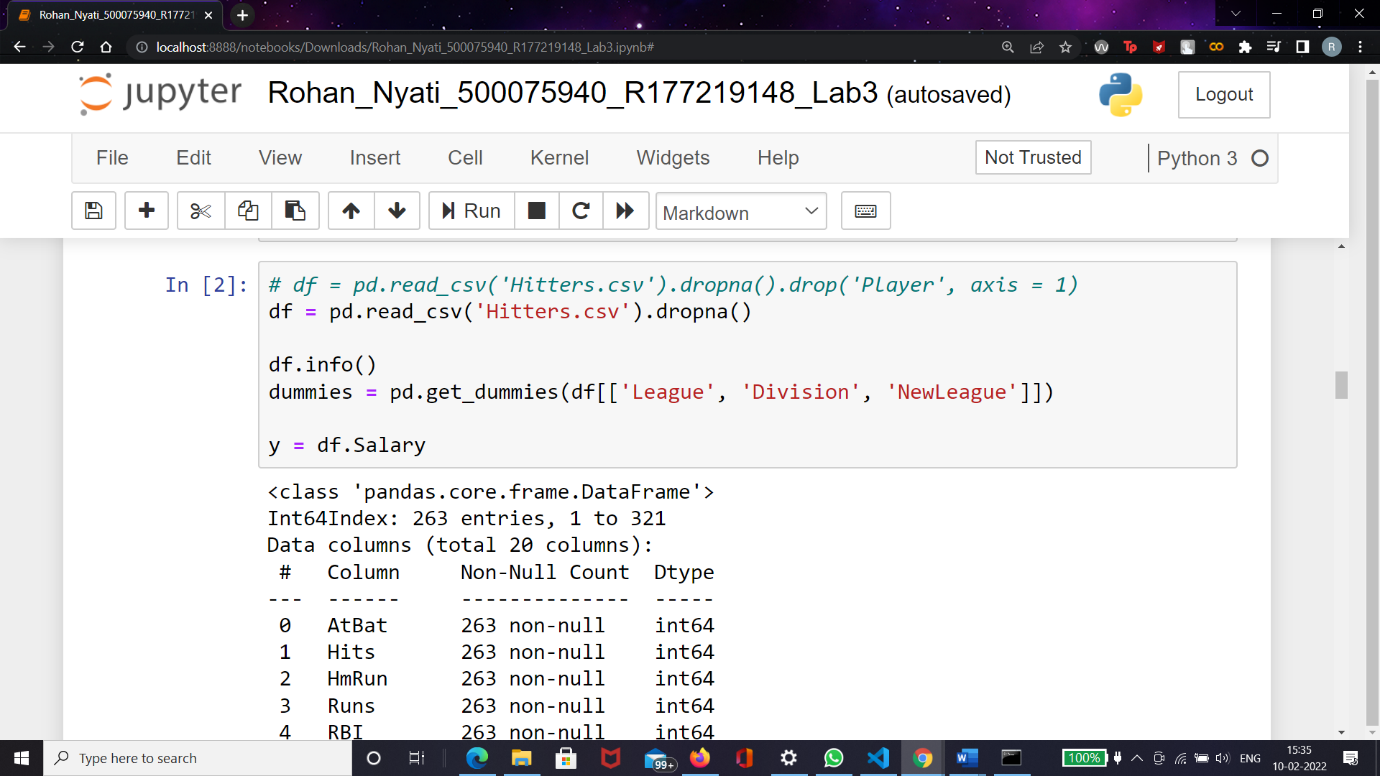 Rohan_Nyati_500075940_R17721
localhost:8888/notebooks/Downloads/Rohan_Nyati_500075940_R177219148_Lab3.ipynb#
Tp
R
jupyter Rohan_Nyati_500075940_R177219148_Lab3 (autosaved)
Logout
File Edit View Insert Cell Kernel Widgets Help Not Trusted Python 3
Run Markdown
In [2]: # df = pd.read_csv('Hitters.csv').dropna().drop('Player', axis = 1)
df = pd.read_csv('Hitters.csv').dropna()
df.info()
dummies = pd.get_dummies(df[['League', 'Division', 'NewLeague']])
y = df.Salary
<class 'pandas.core.frame.DataFrame'>
Int64Index: 263 entries, 1 to 321
Data columns (total 20 columns):
# Column Non-Null Count Dtype
--- ------ -------------- -----
0 AtBat 263 non-null int64
1 Hits 263 non-null int64
2 HmRun 263 non-null int64
3 Runs 263 non-null int64
4 RBI 263 non-null int64
Type here to search
99+
100%
ENG
15:35
10-02-2022